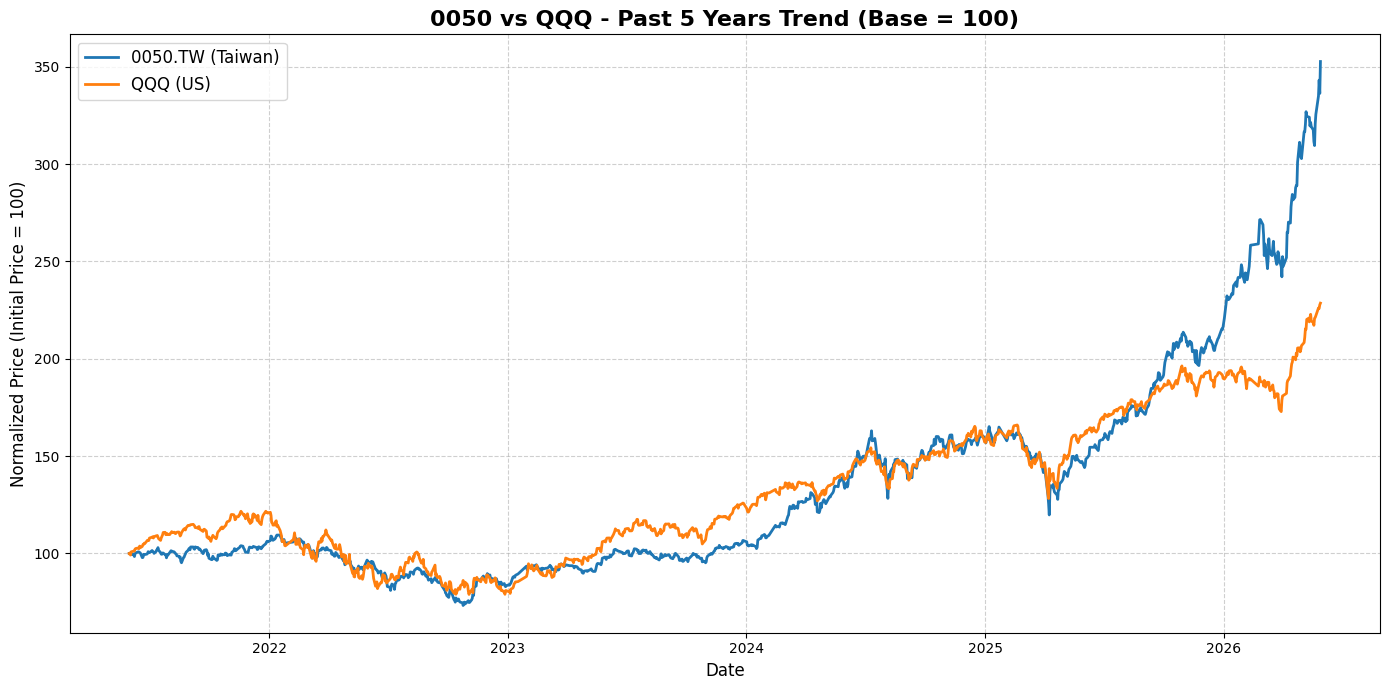 0050 vs QQQ - Past 5 Years Trend (Base = 100)
0050.TW (Taiwan)
QQQ (US)
Normalized Price (Initial Price = 100)
350
300
250
200
150
100
2022
2023
2024
2025
2026
Date